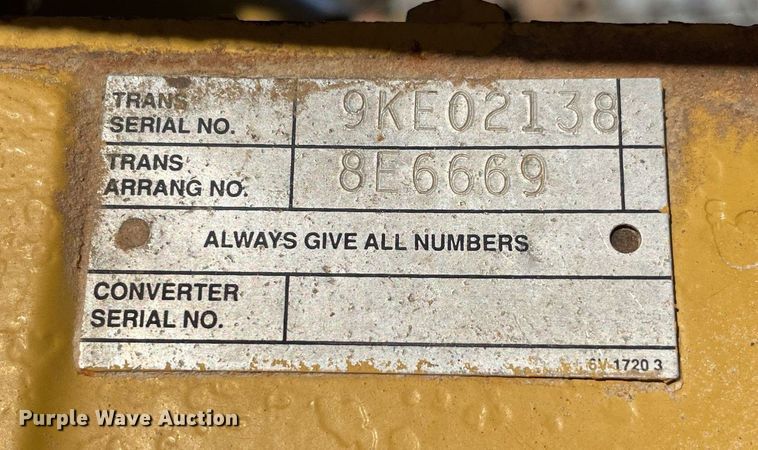 TRANS
SERIAL NO.
9KE02138
TRANS
ARRANG NO.
8E6669
ALWAYS GIVE ALL NUMBERS
CONVERTER
SERIAL NO.
6V-1720 3
Purple Wave Auction